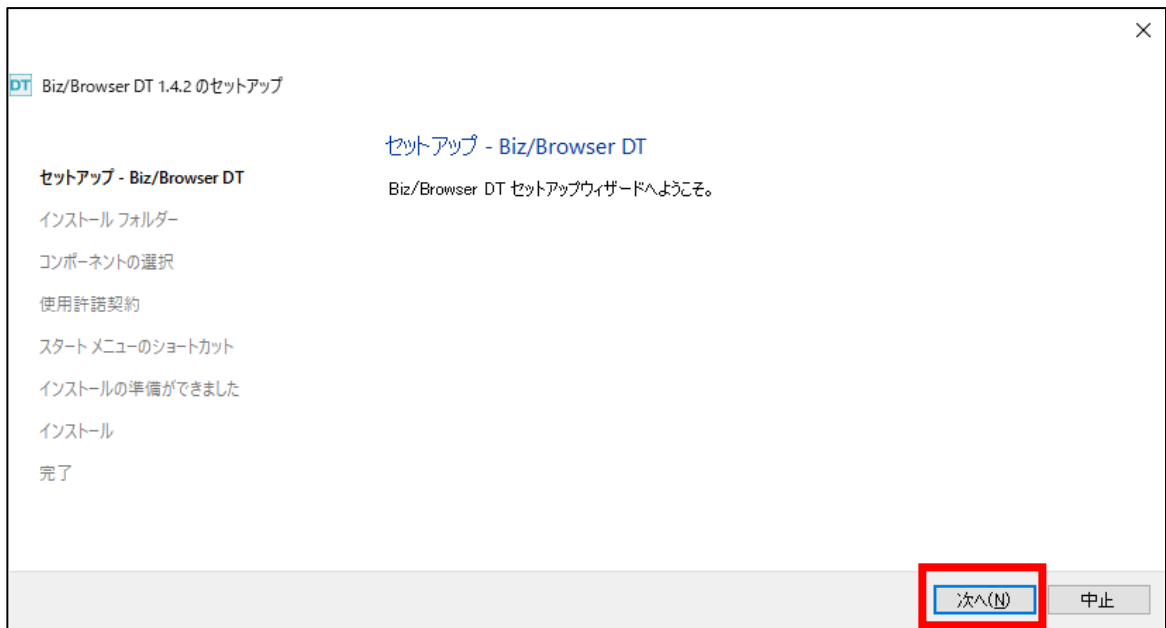 DT Biz/Browser DT 1.4.2 のセットアップ
セットアップ - Biz/Browser DT
インストール フォルダー
コンポーネントの選択
使用許諾契約
スタート メニューのショートカット
インストールの準備ができました
インストール
完了
セットアップ - Biz/Browser DT
Biz/Browser DT セットアップウィザードへようこそ。
次へ(N)
中止